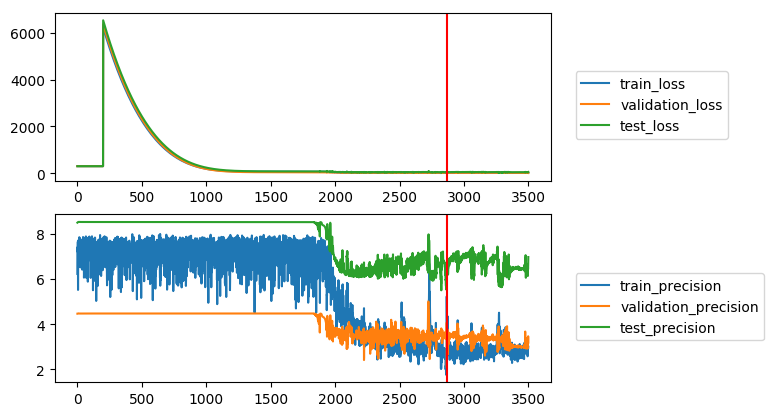 6000
4000
2000
0
0 500 1000 1500 2000 2500 3000 3500
train_loss
validation_loss
test_loss
8
6
4
2
0 500 1000 1500 2000 2500 3000 3500
train_precision
validation_precision
test_precision